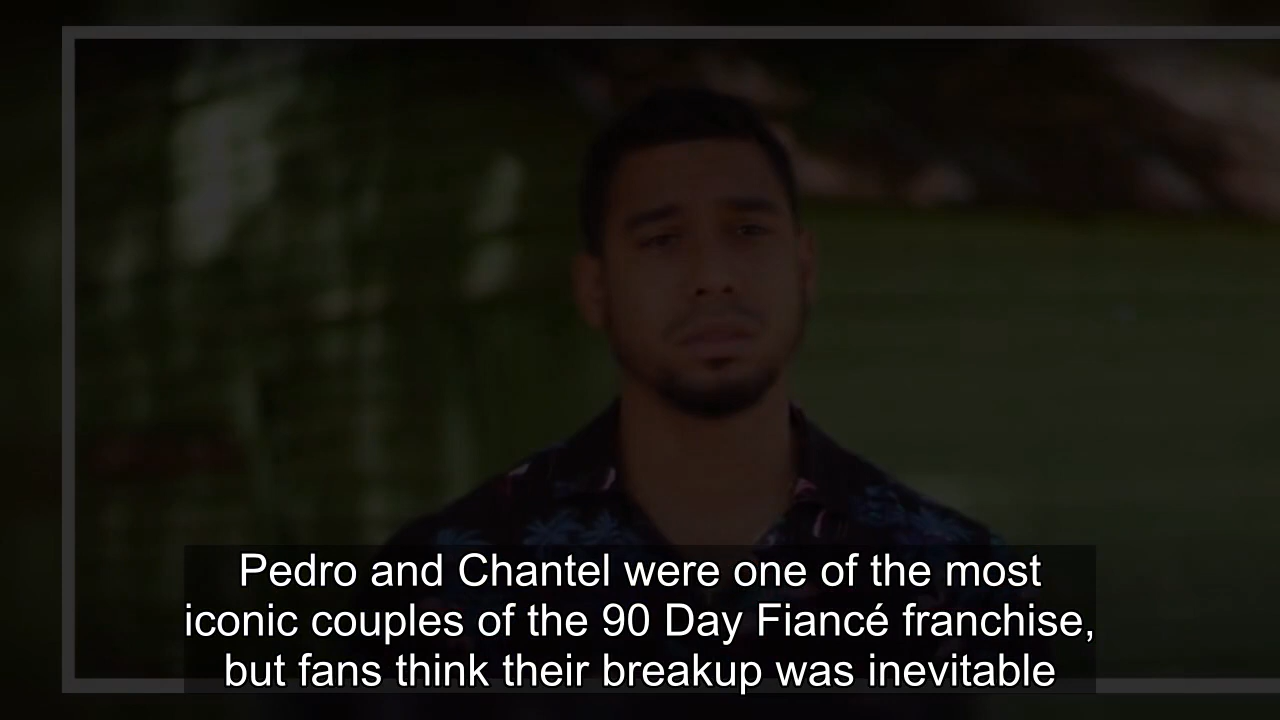 Pedro and Chantel were one of the most
iconic couples of the 90 Day Fiancé franchise,
but fans think their breakup was inevitable